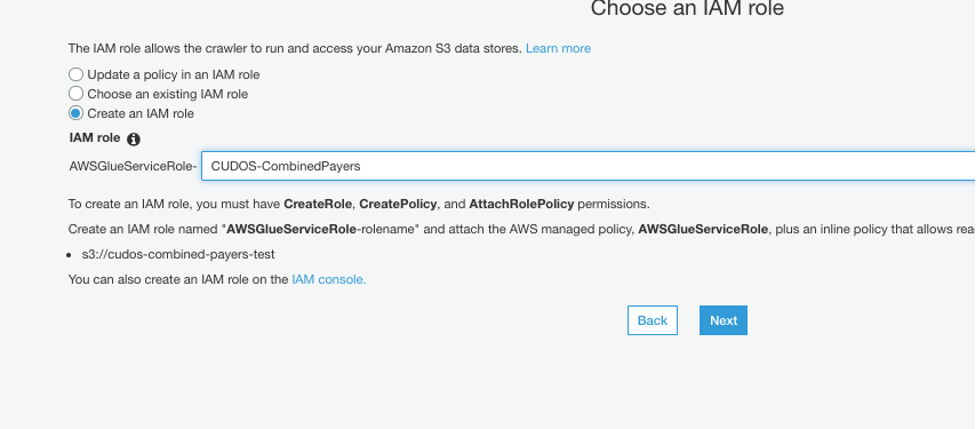 Choose an IAM role
The IAM role allows the crawler to run and access your Amazon S3 data stores. Learn more
Update a policy in an IAM role
Choose an existing IAM role
Create an IAM role
IAM role
AWSGlueServiceRole- CUDOS-CombinedPayers
To create an IAM role, you must have CreateRole, CreatePolicy, and AttachRolePolicy permissions.
Create an IAM role named "AWSGlueServiceRole-rolename" and attach the AWS managed policy, AWSGlueServiceRole, plus an inline policy that allows rea
• s3://cudos-combined-payers-test
You can also create an IAM role on the IAM console.
Back Next